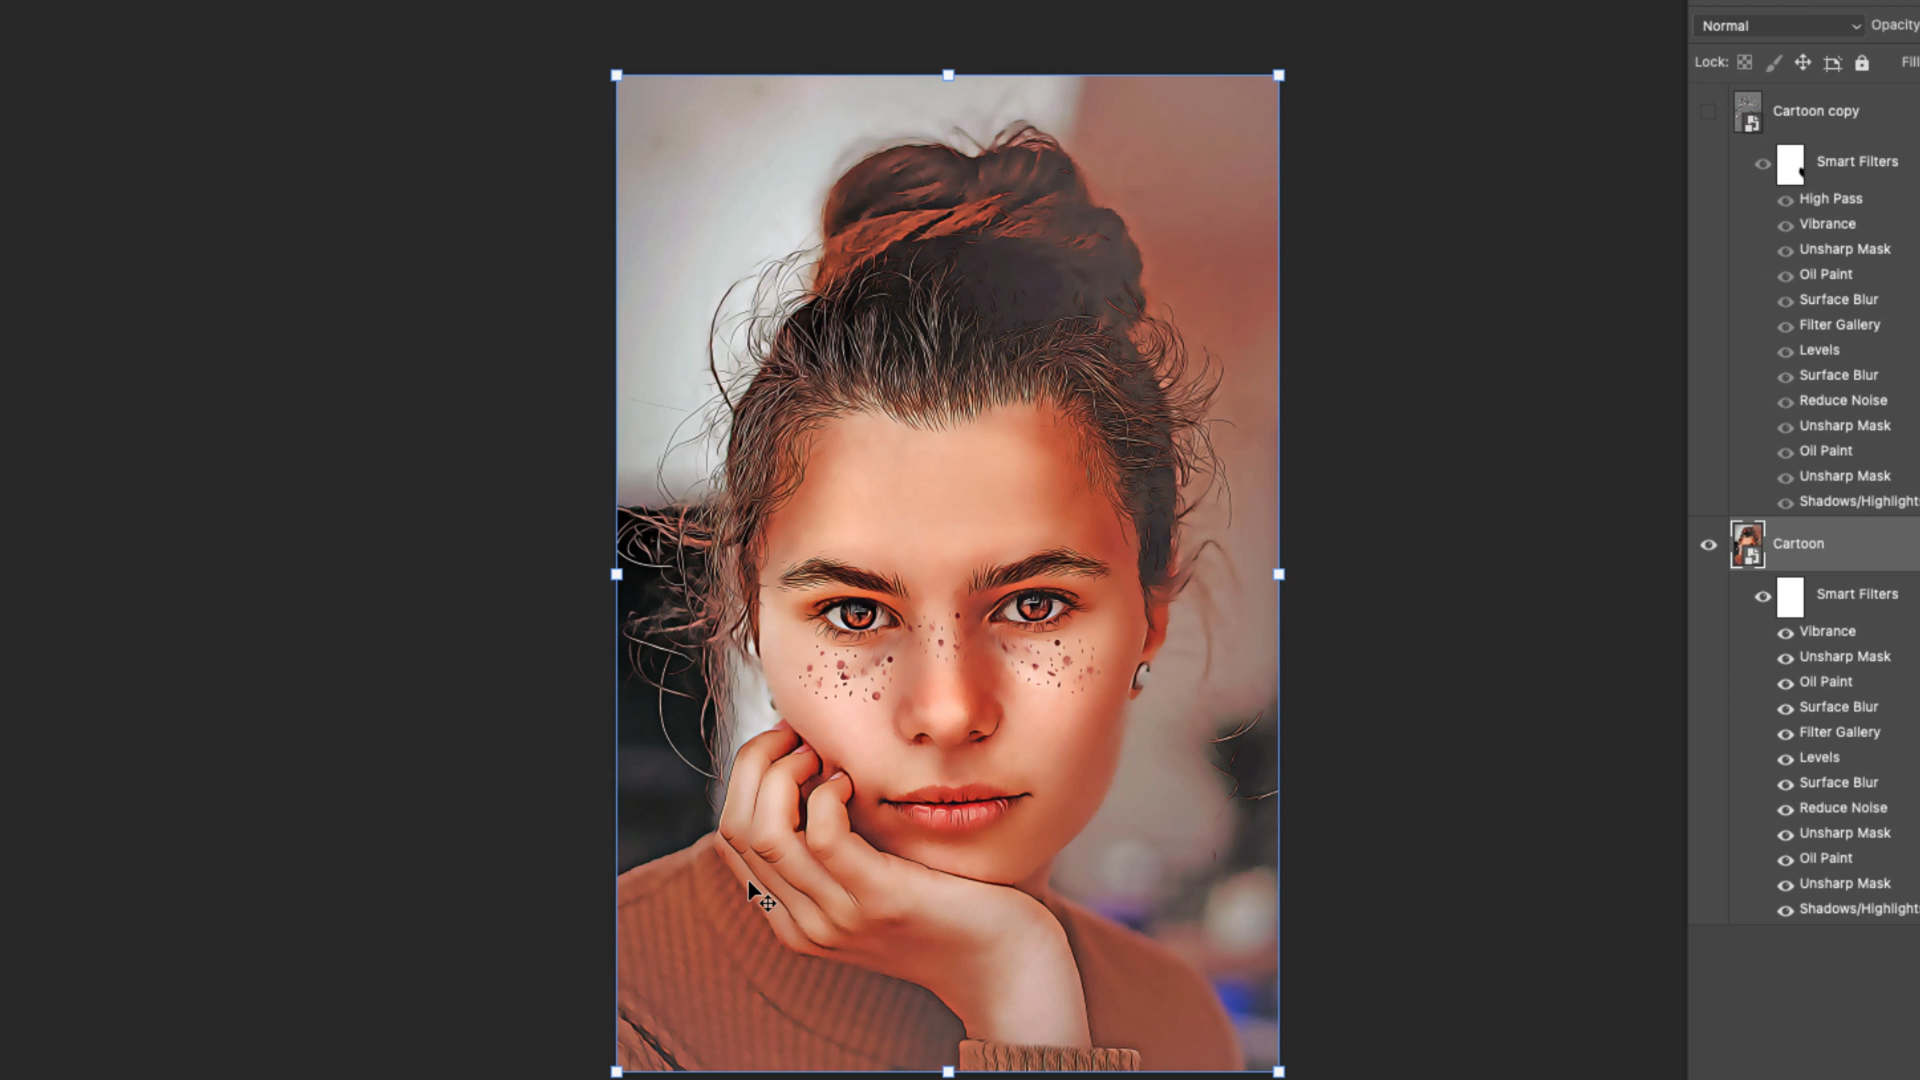 Normal
Opacity
Lock:
Fill
Cartoon copy
Smart Filters
High Pass
Vibrance
Unsharp Mask
Oil Paint
Surface Blur
Filter Gallery
Levels
Surface Blur
Reduce Noise
Unsharp Mask
Oil Paint
Unsharp Mask
Shadows/Highlights
Cartoon
Smart Filters
Vibrance
Unsharp Mask
Oil Paint
Surface Blur
Filter Gallery
Levels
Surface Blur
Reduce Noise
Unsharp Mask
Oil Paint
Unsharp Mask
Shadows/Highlights